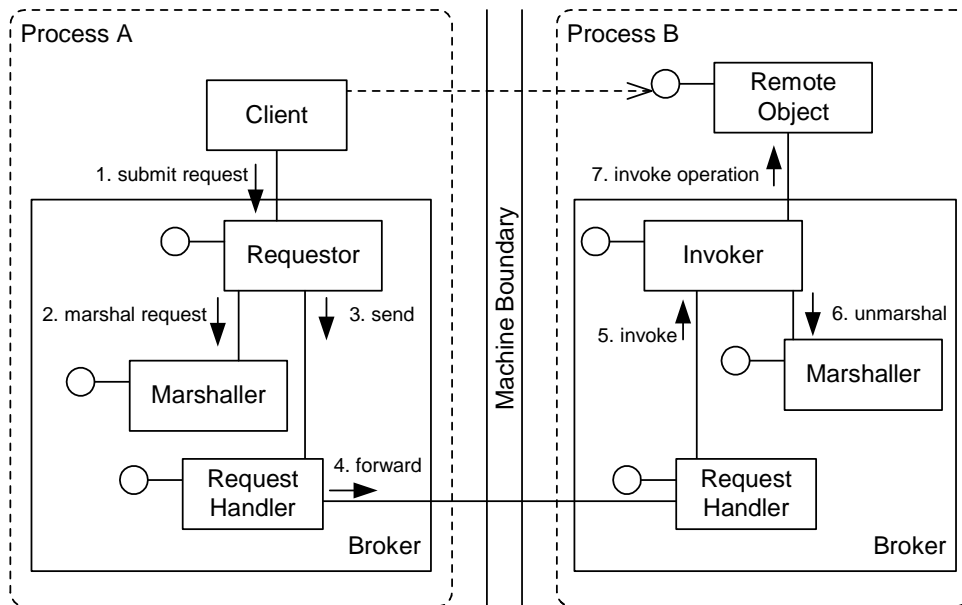 Process A
Process B
Client
Remote
Object
1. submit request
7. invoke operation
Requestor
Invoker
2. marshal request
3. send
5. invoke
6. unmarshal
Marshaller
Marshaller
Machine Boundary
Request
Handler
4. forward
Request
Handler
Broker
Broker